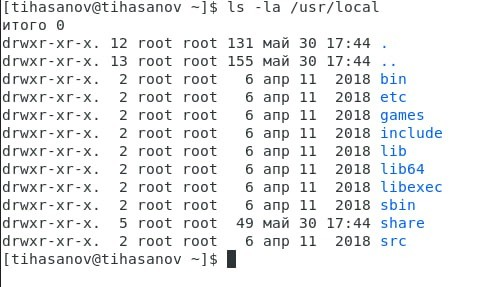 [tihasanov@tihasanov ~]$ ls -la /usr/local
итого 0
drwxr-xr-x. 12 root root 131 май 30 17:44 .
drwxr-xr-x. 13 root root 155 май 30 17:44 ..
drwxr-xr-x.  2 root root   6 апр 11  2018 bin
drwxr-xr-x.  2 root root   6 апр 11  2018 etc
drwxr-xr-x.  2 root root   6 апр 11  2018 games
drwxr-xr-x.  2 root root   6 апр 11  2018 include
drwxr-xr-x.  2 root root   6 апр 11  2018 lib
drwxr-xr-x.  2 root root   6 апр 11  2018 lib64
drwxr-xr-x.  2 root root   6 апр 11  2018 libexec
drwxr-xr-x.  2 root root   6 апр 11  2018 sbin
drwxr-xr-x.  5 root root  49 май 30 17:44 share
drwxr-xr-x.  2 root root   6 апр 11  2018 src
[tihasanov@tihasanov ~]$